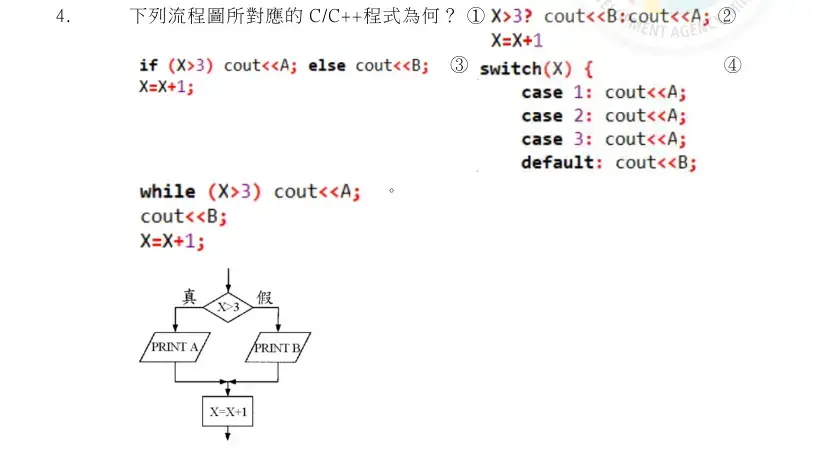 4. 下列流程圖所對應的 C/C++程式為何？ ① X>3? cout<<B:cout<<A; ②
X=X+1
if (X>3) cout<<A; else cout<<B; ③ switch(X) { ④
X=X+1;
case 1: cout<<A;
case 2: cout<<A;
case 3: cout<<A;
default: cout<<B;
while (X>3) cout<<A; 。
cout<<B;
X=X+1;
真 假
X>3
PRINT A PRINT B
X=X+1